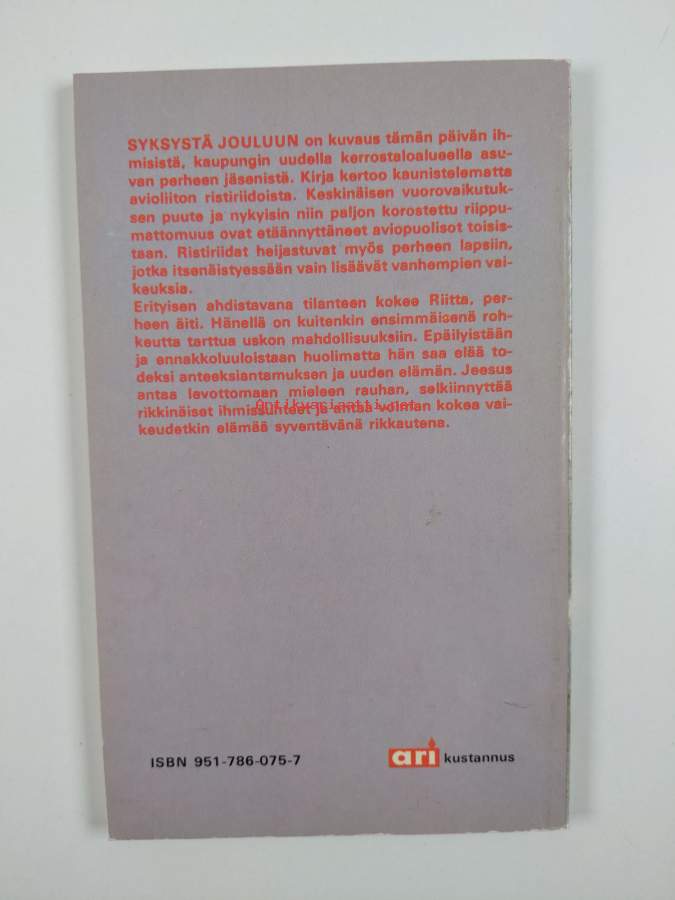 SYKSYSTÄ JOULUUN on kuvaus tämän päivän ih-
misistä, kaupungin uudella kerrostaloalueella asu-
van perheen jäsenistä. Kirja kertoo kaunistelematta
avioliiton ristiriidoista. Keskinäisen vuorovaikutuk-
sen puute ja nykyisin niin paljon korostettu riippu-
mattomuus ovat etäännyttäneet aviopuolisot toisis-
taan. Ristiriidat heijastuvat myös perheen lapsiin,
jotka itsenäistyessään vain lisäävät vanhempien vai-
keuksia.
Erityisen ahdistavana tilanteen kokee Riitta, per-
heen äiti. Hänellä on kuitenkin ensimmäisenä roh-
keutta tarttua uskon mahdollisuuksiin. Epäilyistään
ja ennakkoluuloistaan huolimatta hän saa elää to-
deksi anteeksiantamuksen ja uuden elämän. Jeesus
antaa levottomaan mieleen rauhan, selkiinnyttää
Antikvariaatti.net
rikkinäiset ihmissuhteet ja antaa voiman kokea vai-
keudetkin elämää syventävänä rikkautena.
ISBN 951-786-075-7
ari kustannus